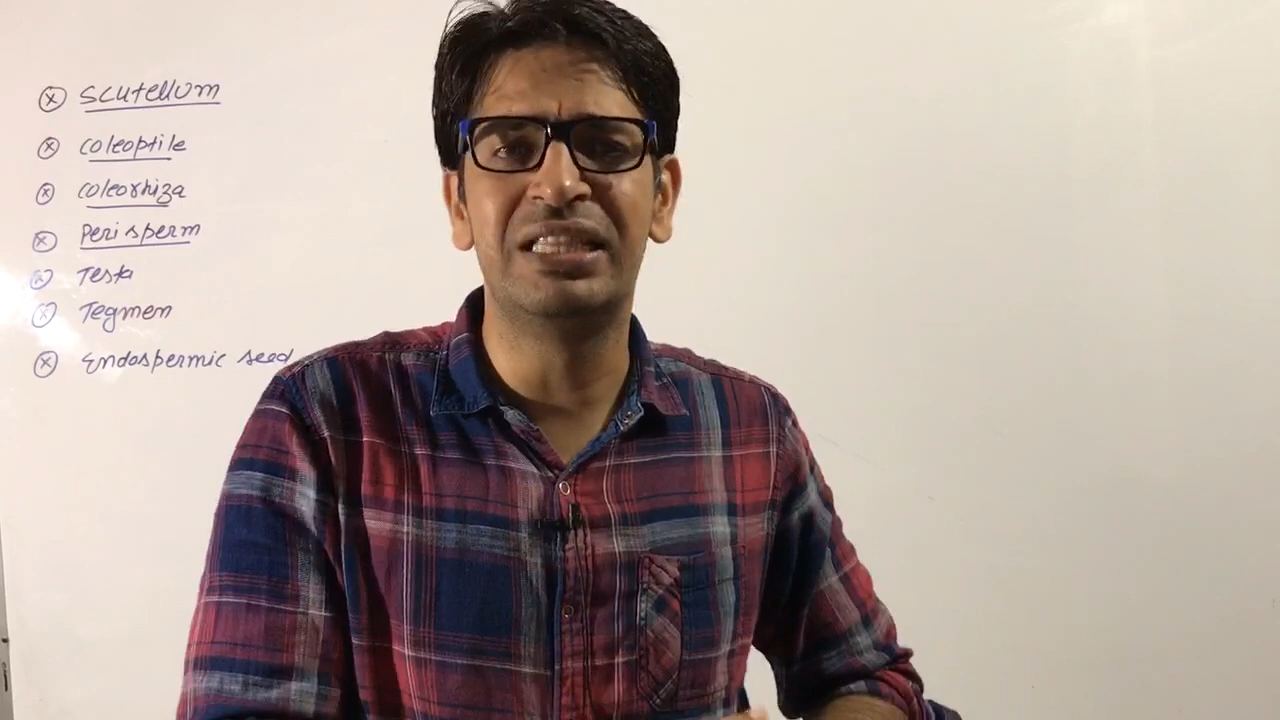 ⓧ Scutellum
ⓧ Coleoptile
ⓧ Coleorhiza
ⓧ Perisperm
ⓧ Testa
ⓧ Tegmen
ⓧ Endospermic seed